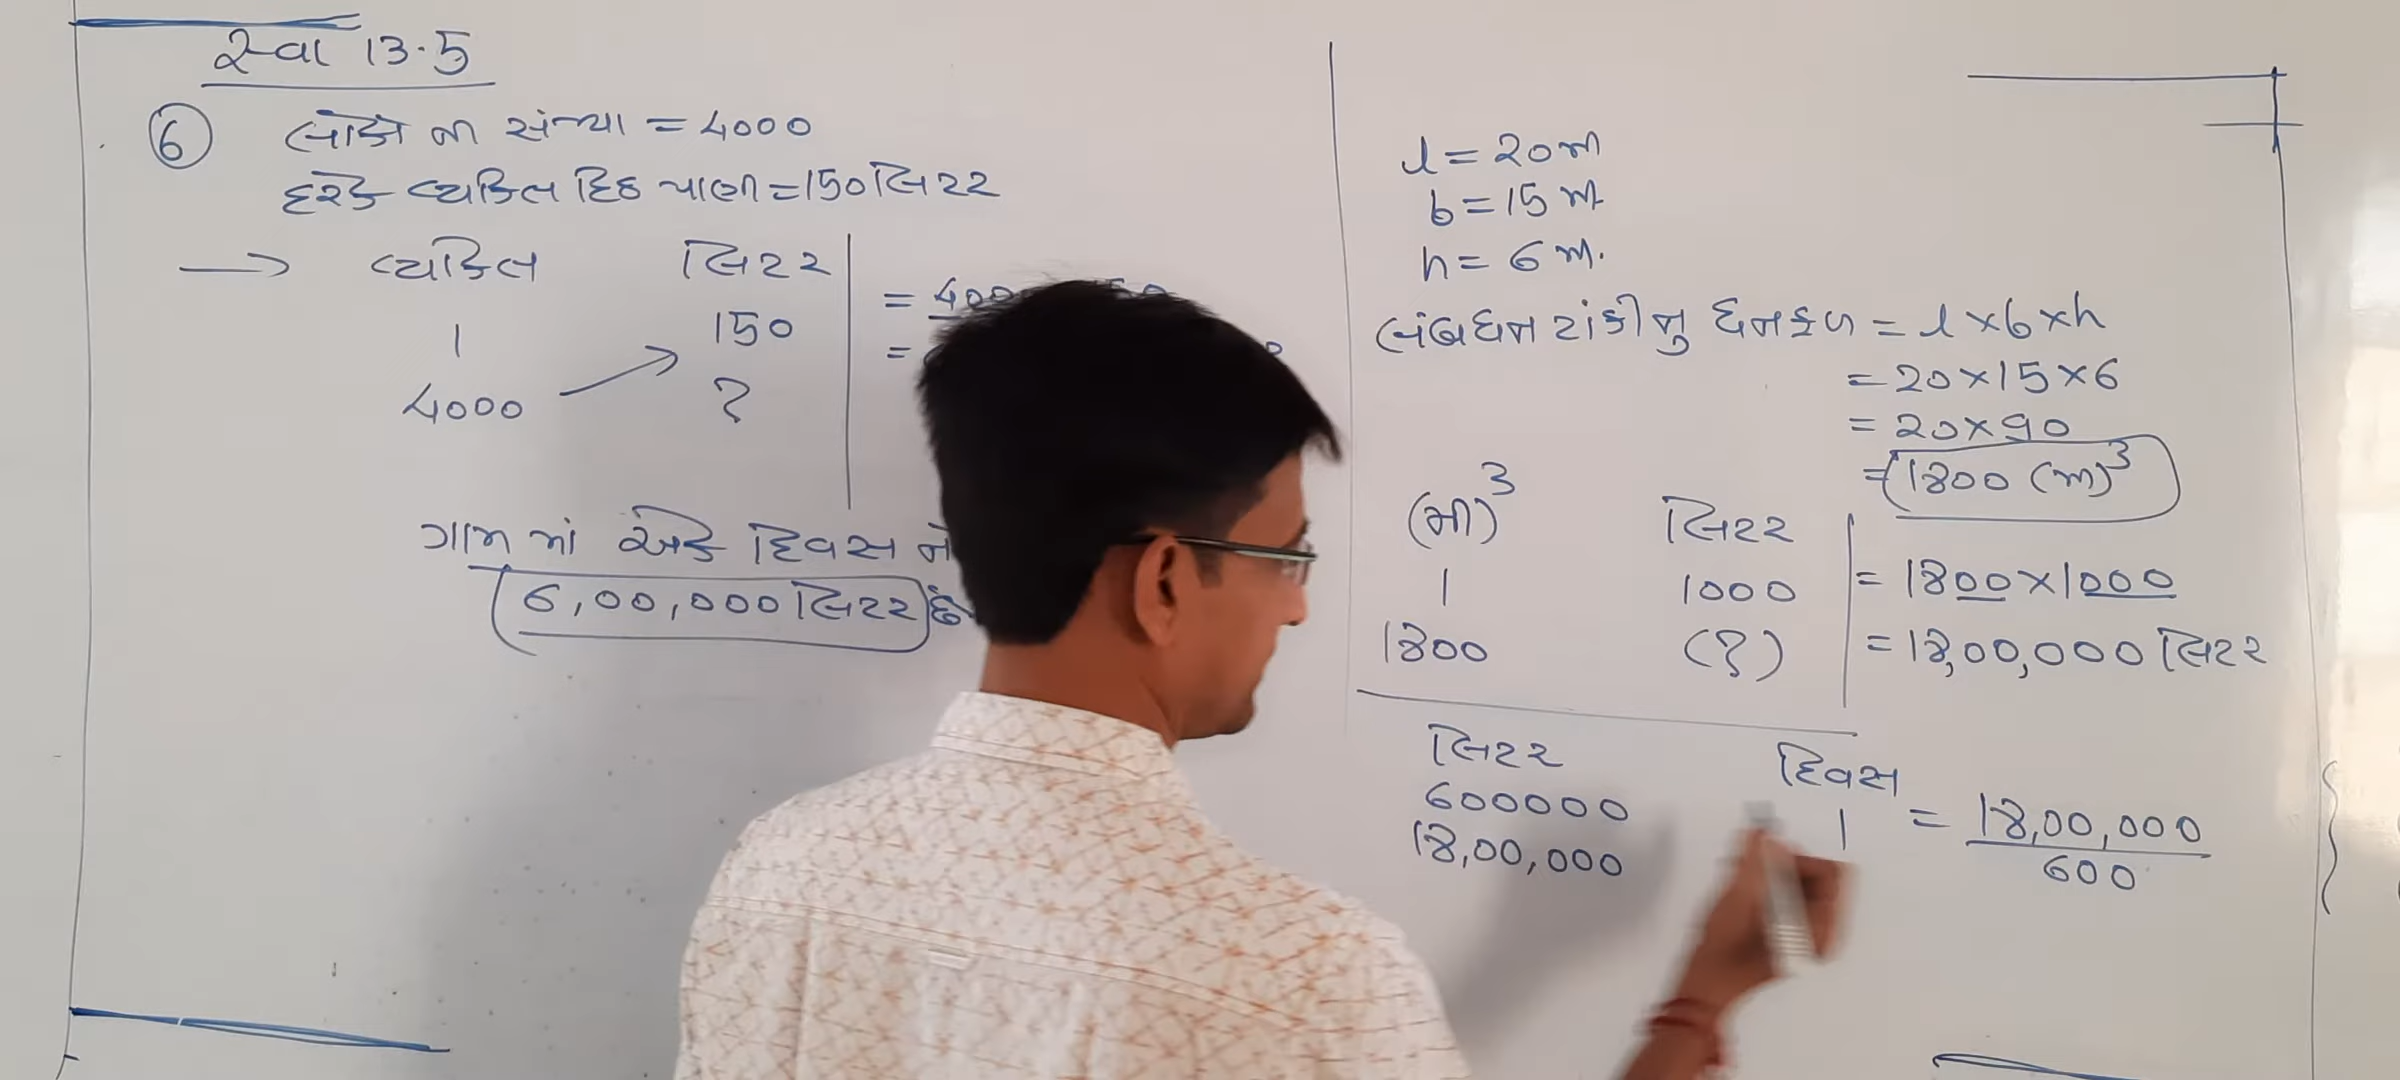 સ્વા 13.5
6 લોકો ની સંખ્યા = 4000
દરેક વ્યક્તિ દિઠ પાણી = 150 લિટર
→ વ્યક્તિ લિટર
1 150
4000 ?
= 400
=
ગામ માં એક દિવસ
6,00,000 લિટર છે
l = 20મી
b = 15 મી
h = 6 મી.
લંબઘન ટાંકીનુ ઘનફળ = l × b × h
= 20 × 15 × 6
= 20 × 90
= 1800 (મી)³
(મી)³ લિટર
1 1000 = 1800 × 1000
1800 (?) = 18,00,000 લિટર
લિટર દિવસ
600000 1 = 18,00,000
18,00,000 600